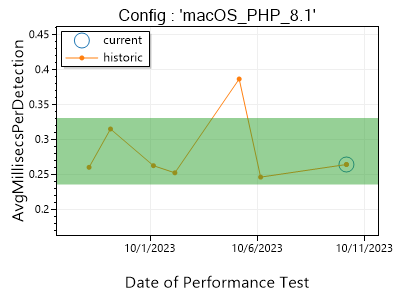 Config : 'macOS_PHP_8.1'
current
historic
AvgMillisecsPerDetection
0.45
0.4
0.35
0.3
0.25
0.2
10/1/2023
10/6/2023
10/11/2023
Date of Performance Test